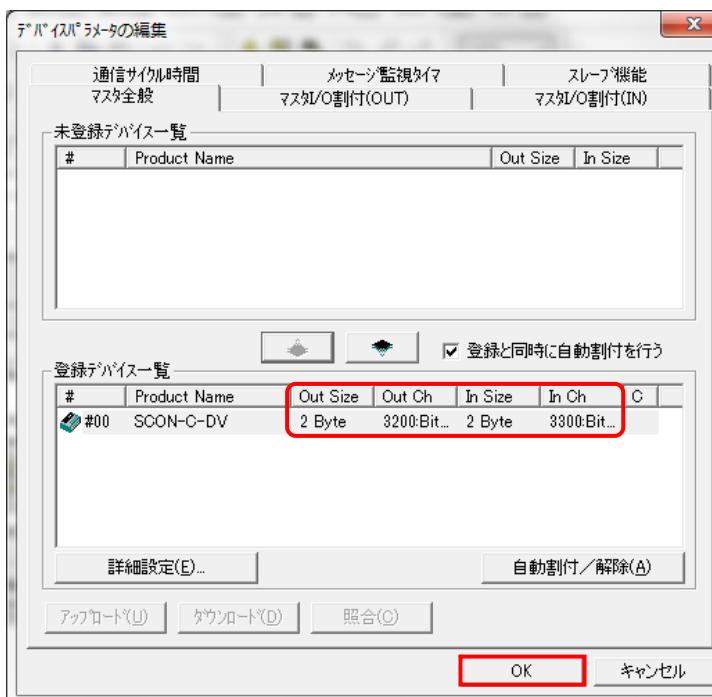 ﾃﾞﾊﾞｲｽﾊﾟﾗﾒｰﾀの編集
通信ｻｲｸﾙ時間 ﾒｯｾｰｼﾞ監視ﾀｲﾏ ｽﾚｰﾌﾞ機能
ﾏｽﾀ全般 ﾏｽﾀI/O割付(OUT) ﾏｽﾀI/O割付(IN)
未登録ﾃﾞﾊﾞｲｽ一覧
# Product Name Out Size In Size
登録と同時に自動割付を行う
登録ﾃﾞﾊﾞｲｽ一覧
# Product Name Out Size Out Ch In Size In Ch C
#00 SCON-C-DV 2 Byte 3200:Bit... 2 Byte 3300:Bit...
詳細設定(E)... 自動割付／解除(A)
ｱｯﾌﾟﾛｰﾄﾞ(U) ﾀﾞｳﾝﾛｰﾄﾞ(D) 照合(C)
OK キャンセル